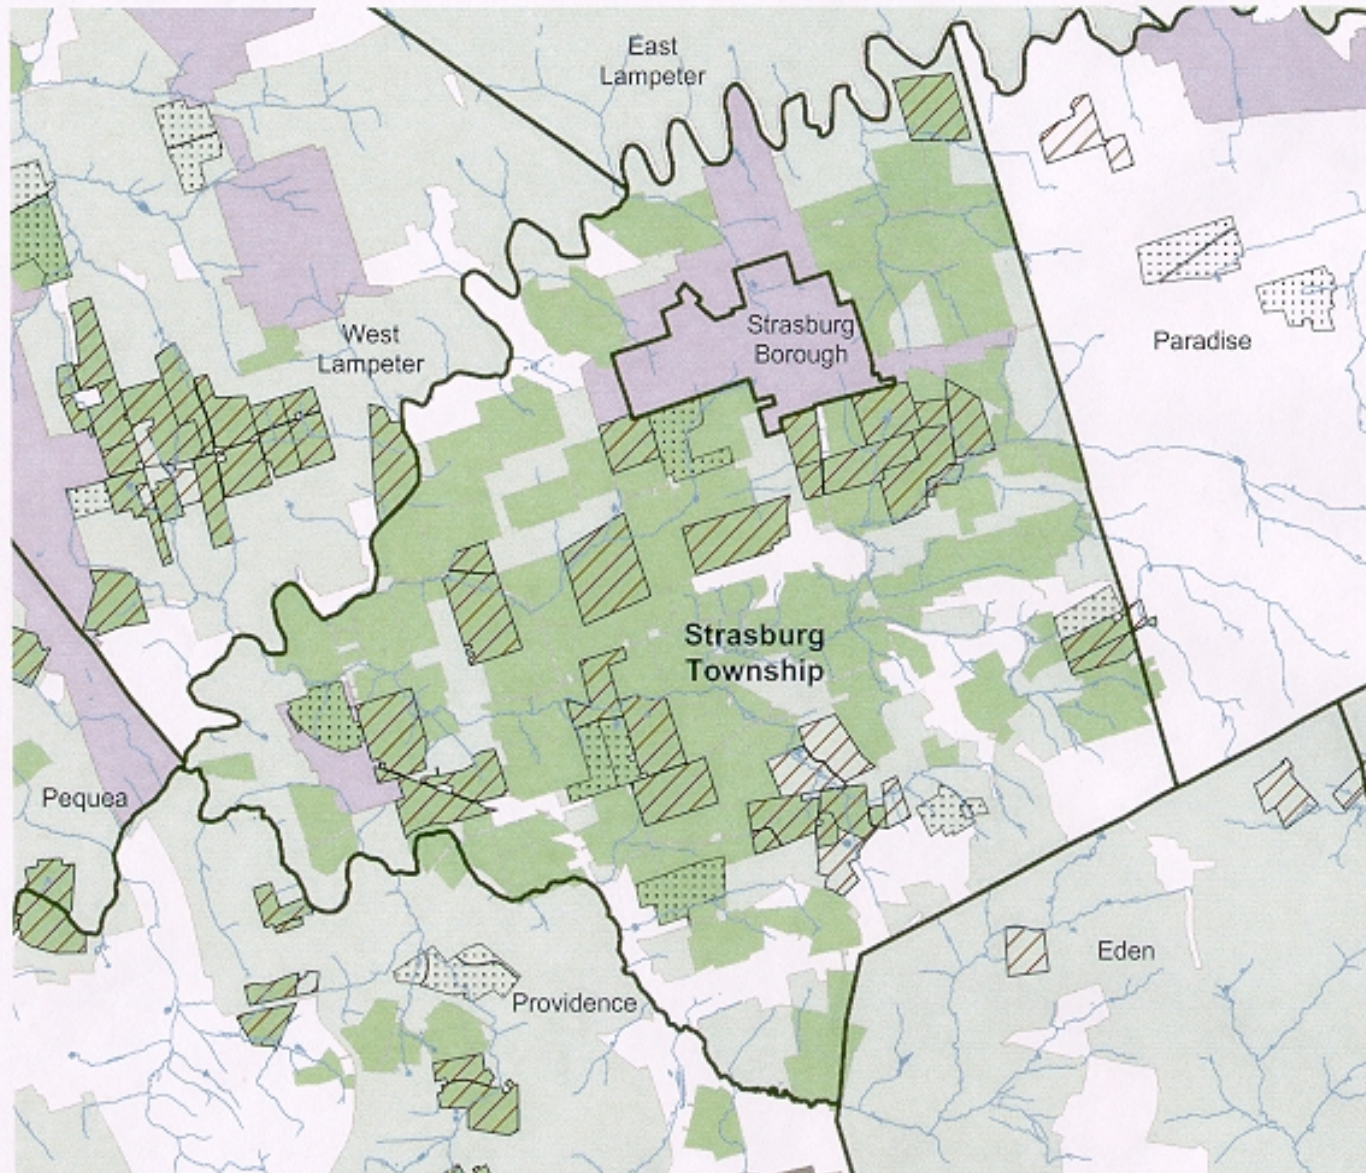 East
Lampeter
Strasburg
Borough
West
Lampeter
Paradise
Strasburg
Township
Pequea
Eden
Providence